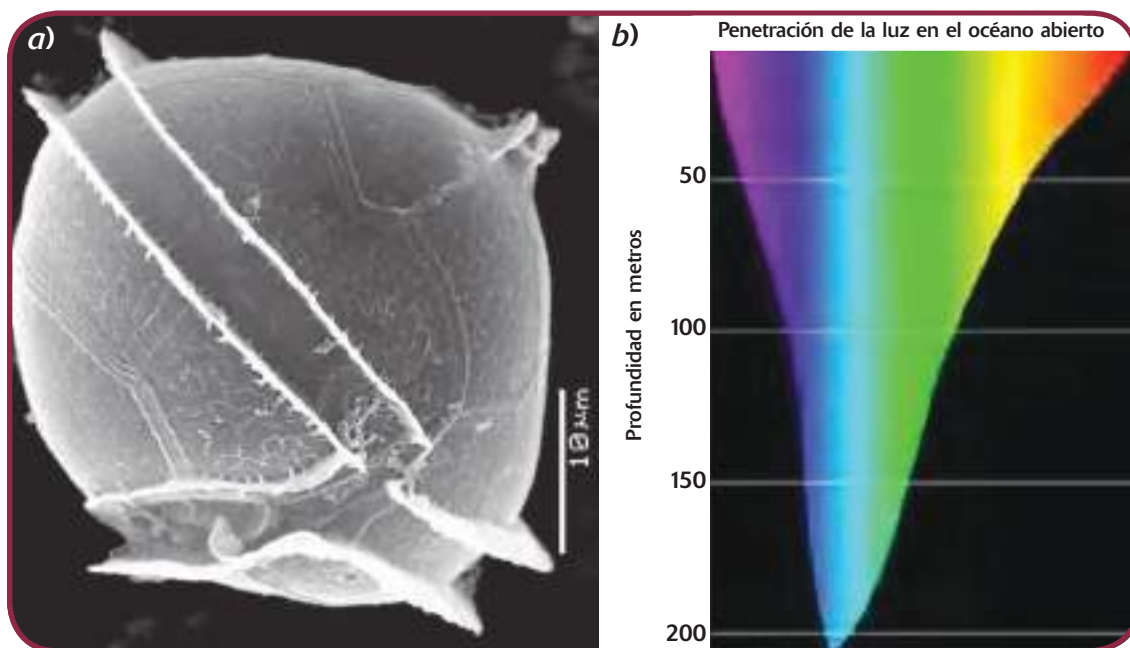 a)
10 µm
b)
Penetración de la luz en el océano abierto
Profundidad en metros
50
100
150
200